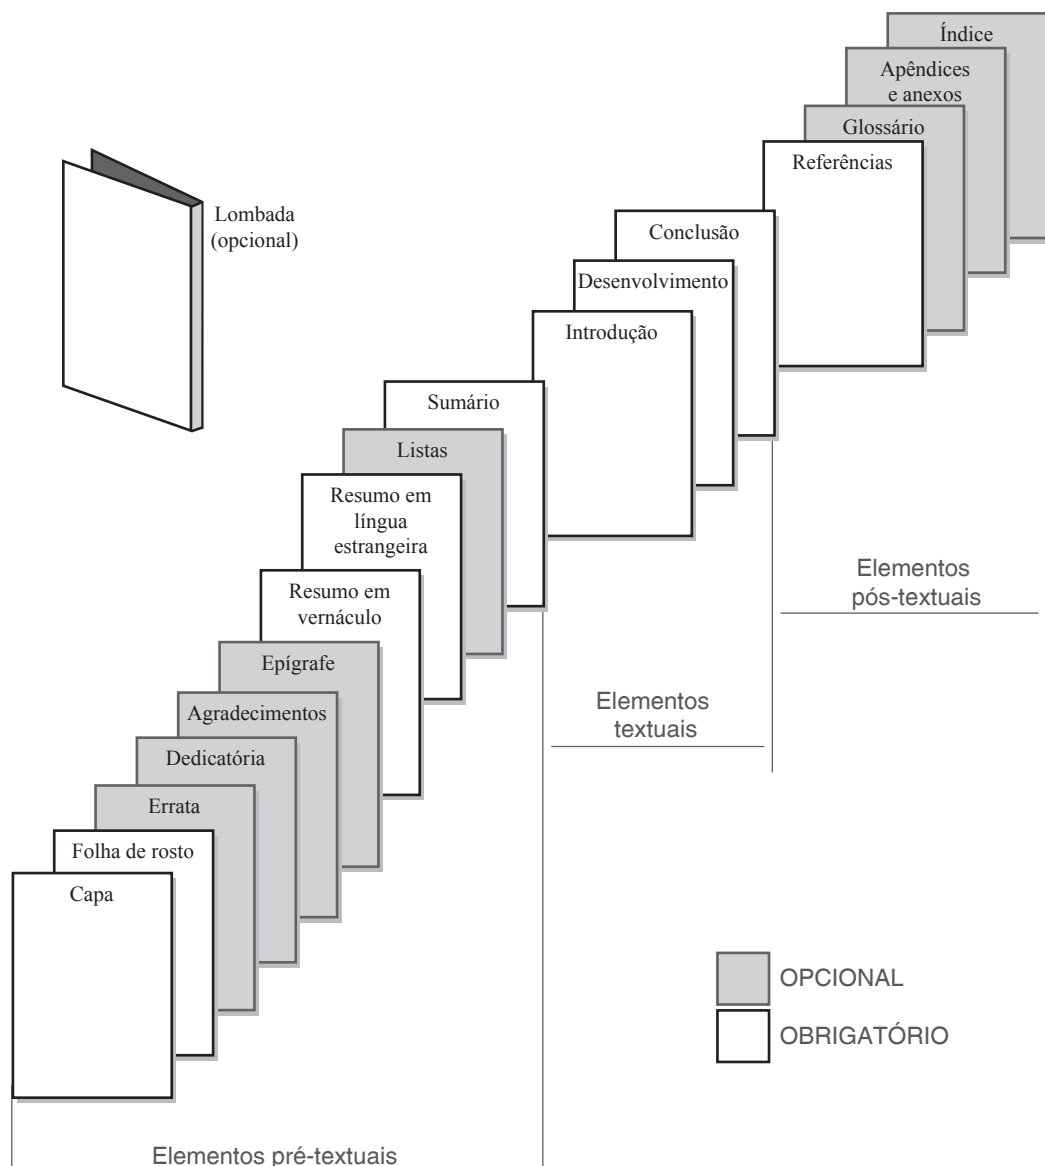 Índice
Apêndices
e anexos
Glossário
Referências
Lombada
(opcional)
Conclusão
Desenvolvimento
Introdução
Sumário
Listas
Resumo em
língua
estrangeira
Resumo em
vernáculo
Epígrafe
Agradecimentos
Dedicatória
Errata
Folha de rosto
Capa
Elementos
pós-textuais
Elementos
textuais
OPCIONAL
OBRIGATÓRIO
Elementos pré-textuais